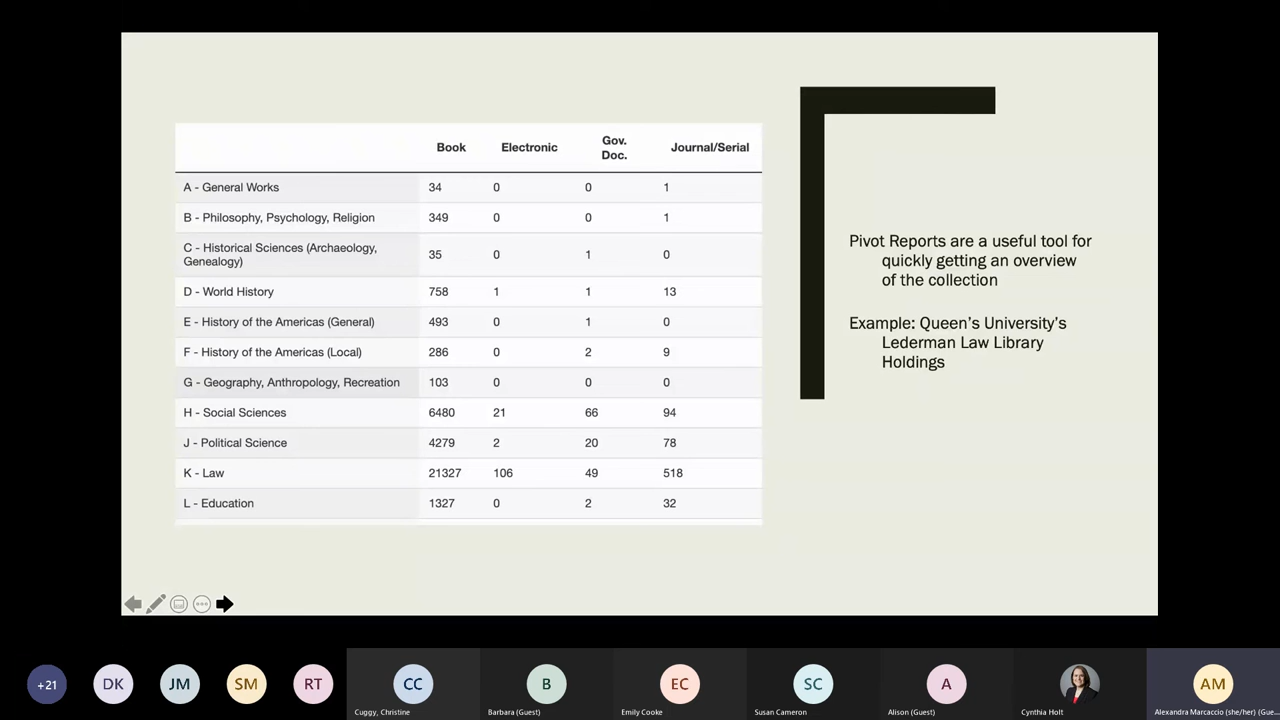 Book Electronic Gov. Doc. Journal/Serial
A - General Works 34 0 0 1
B - Philosophy, Psychology, Religion 349 0 0 1
C - Historical Sciences (Archaeology,
Genealogy) 35 0 1 0
D - World History 758 1 1 13
E - History of the Americas (General) 493 0 1 0
F - History of the Americas (Local) 286 0 2 9
G - Geography, Anthropology, Recreation 103 0 0 0
H - Social Sciences 6480 21 66 94
J - Political Science 4279 2 20 78
K - Law 21327 106 49 518
L - Education 1327 0 2 32
Pivot Reports are a useful tool for
quickly getting an overview
of the collection
Example: Queen's University's
Lederman Law Library
Holdings
+21 DK JM SM RT CC B EC SC A AM
Cuggy, Christine Barbara (Guest) Emily Cooke Susan Cameron Alison (Guest) Cynthia Holt Alexandra Marcaccio (she/her) (Gue...